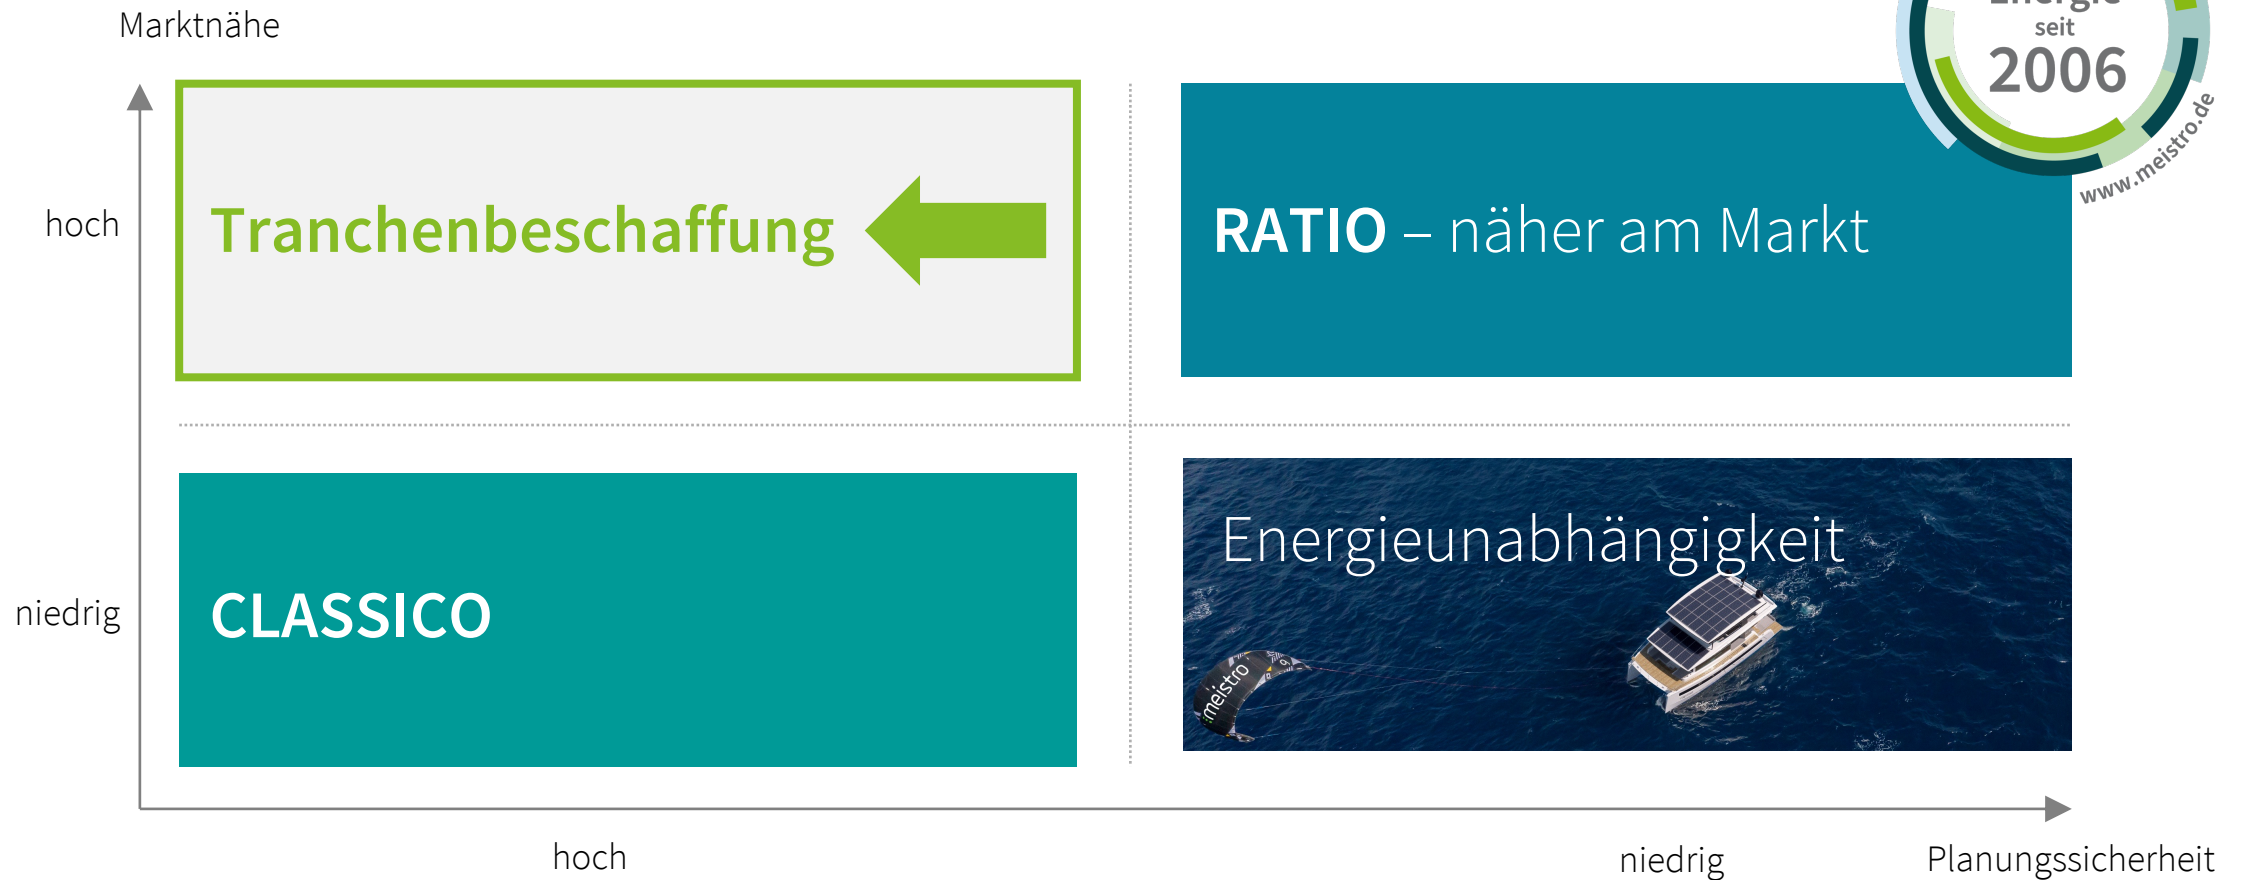 Marktnähe
Energie
seit
2006
www.meistro.de
hoch
Tranchenbeschaffung
RATIO – näher am Markt
niedrig
CLASSICO
Energieunabhängigkeit
meistro
hoch
niedrig
Planungssicherheit